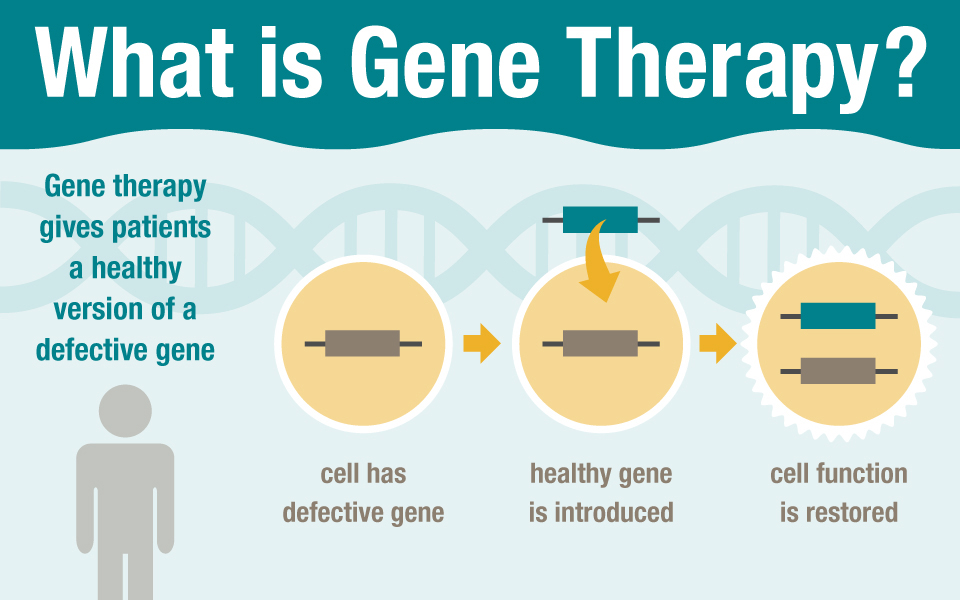 What is Gene Therapy?
Gene therapy
gives patients
a healthy
version of a
defective gene
cell has
defective gene
healthy gene
is introduced
cell function
is restored